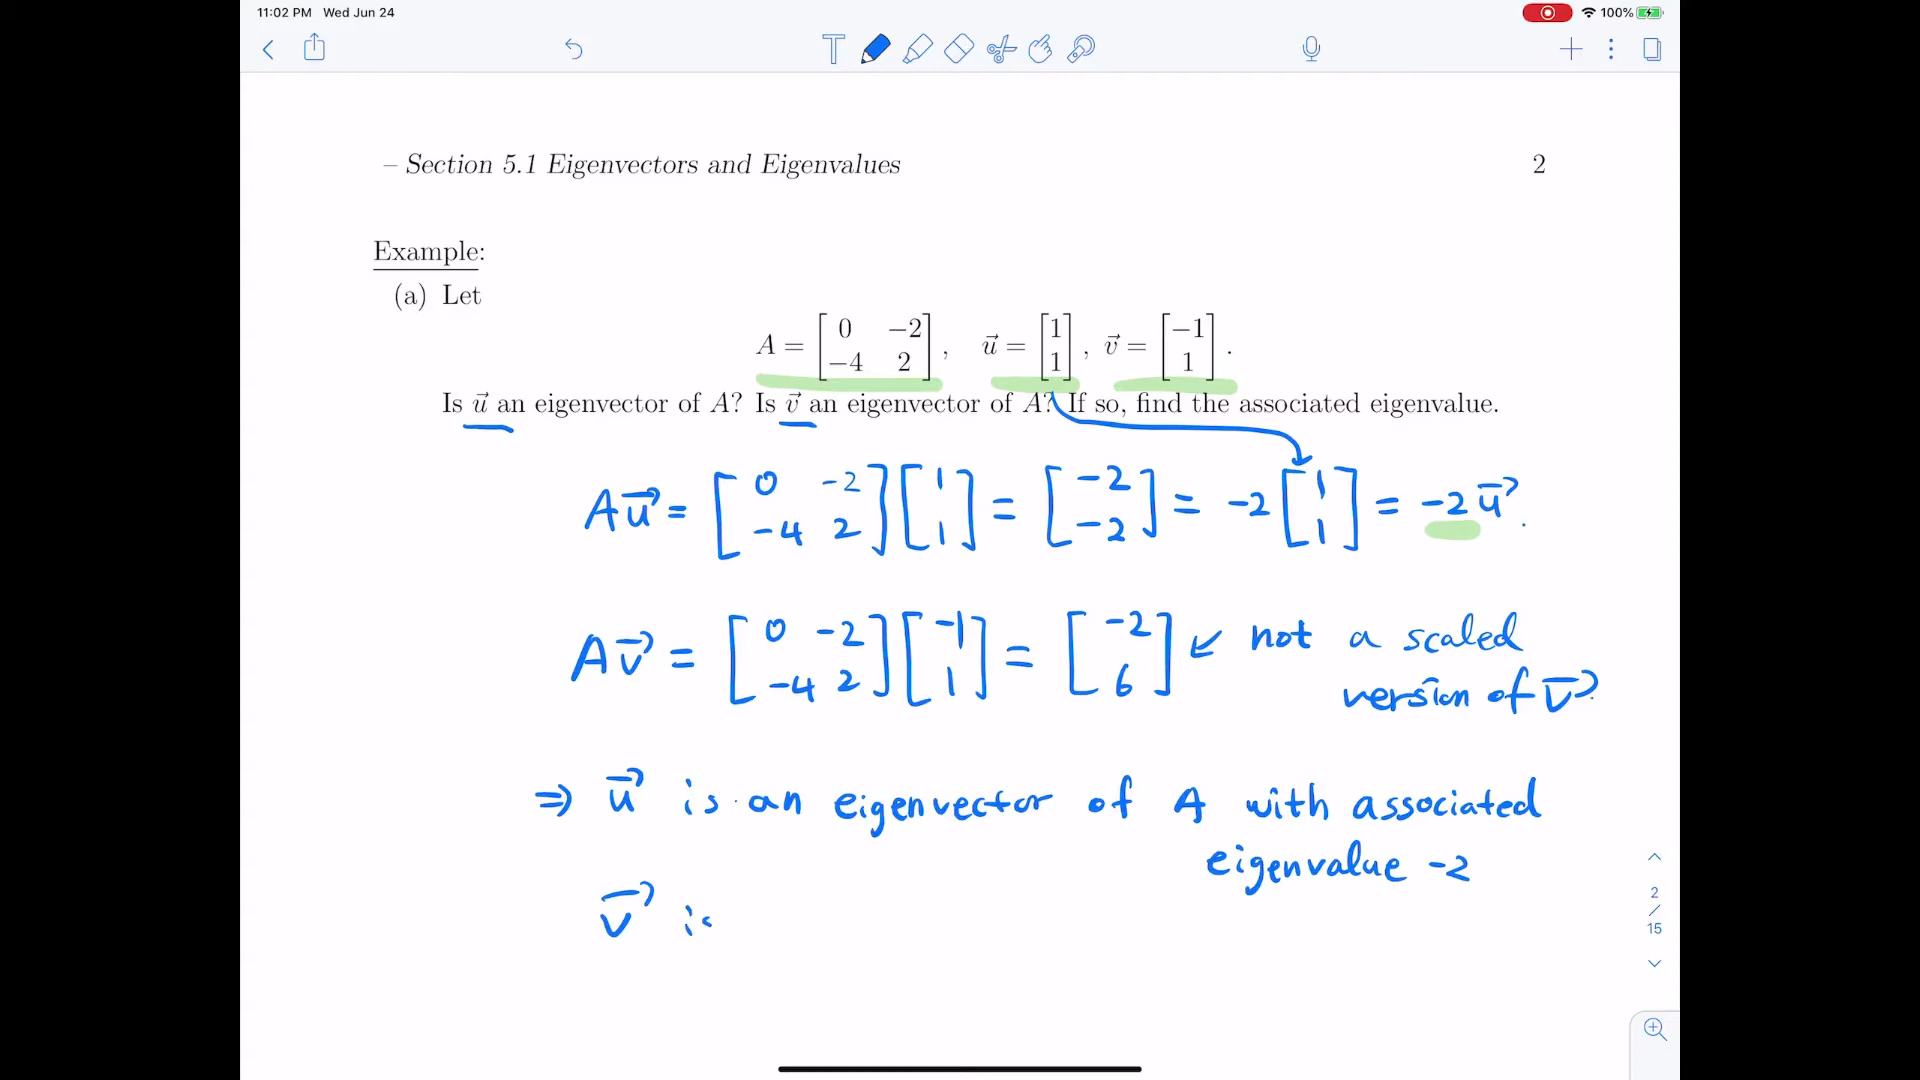 11:02 PM Wed Jun 24 100%
– Section 5.1 Eigenvectors and Eigenvalues 2
Example:
(a) Let
A = [0 −2; −4 2], u⃗ = [1; 1], v⃗ = [−1; 1].
Is u⃗ an eigenvector of A? Is v⃗ an eigenvector of A? If so, find the associated eigenvalue.
Au⃗ = [0 -2; -4 2] [1; 1] = [-2; -2] = -2 [1; 1] = -2 u⃗.
Av⃗ = [0 -2; -4 2] [-1; 1] = [-2; 6] ↙ not a scaled
version of v⃗.
⇒ u⃗ is an eigenvector of A with associated
eigenvalue -2
v⃗ is
2
/
15